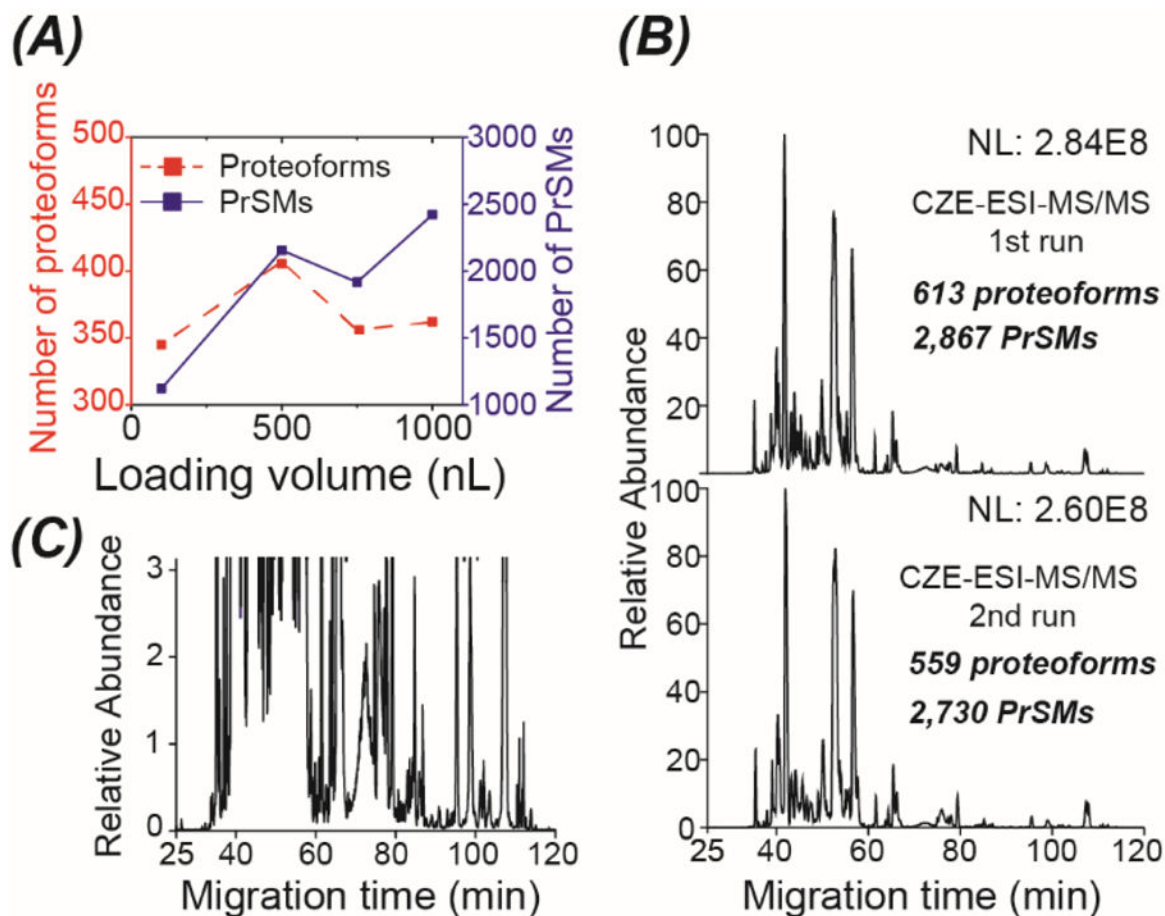 (A)
Number of proteoforms
500
450
400
350
300
Proteoforms
PrSMs
3000
2500
2000
1500
1000
Number of PrSMs
0
500
1000
Loading volume (nL)
(B)
Relative Abundance
100
80
60
40
20
NL: 2.84E8
CZE-ESI-MS/MS
1st run
613 proteoforms
2,867 PrSMs
100
80
60
40
20
0
NL: 2.60E8
CZE-ESI-MS/MS
2nd run
559 proteoforms
2,730 PrSMs
Relative Abundance
25 40 60 80 100 120
Migration time (min)
(C)
Relative Abundance
3
2
1
0
25 40 60 80 100 120
Migration time (min)